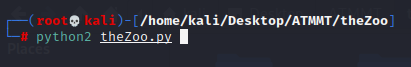 ┌──(root💀kali)-[/home/kali/Desktop/ATMMT/theZoo]
└─# python2 theZoo.py